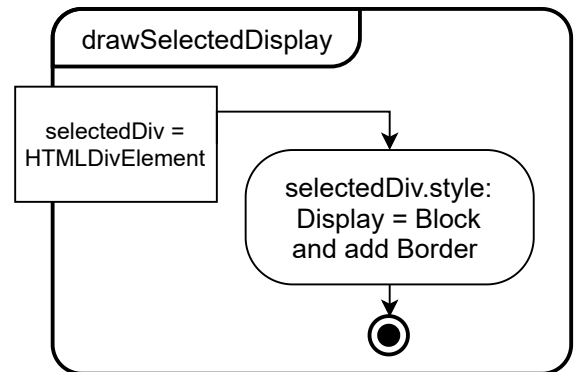 drawSelectedDisplay
selectedDiv =
HTMLDivElement
selectedDiv.style:
Display = Block
and add Border